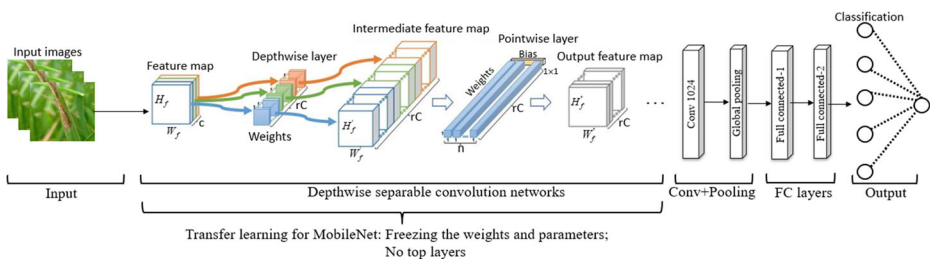 Input images
Feature map
H_f
W_f
c
Depthwise layer
rC
Weights
Intermediate feature map
H'_f
W'_f
rC
Pointwise layer
Bias
1×1
Weights
rC
n
Output feature map
H'_f
W'_f
rC
...
Conv 1024
Global pooling
Full connected-1
Full connected-2
Classification
Input
Depthwise separable convolution networks
Conv+Pooling
FC layers
Output
Transfer learning for MobileNet: Freezing the weights and parameters;
No top layers